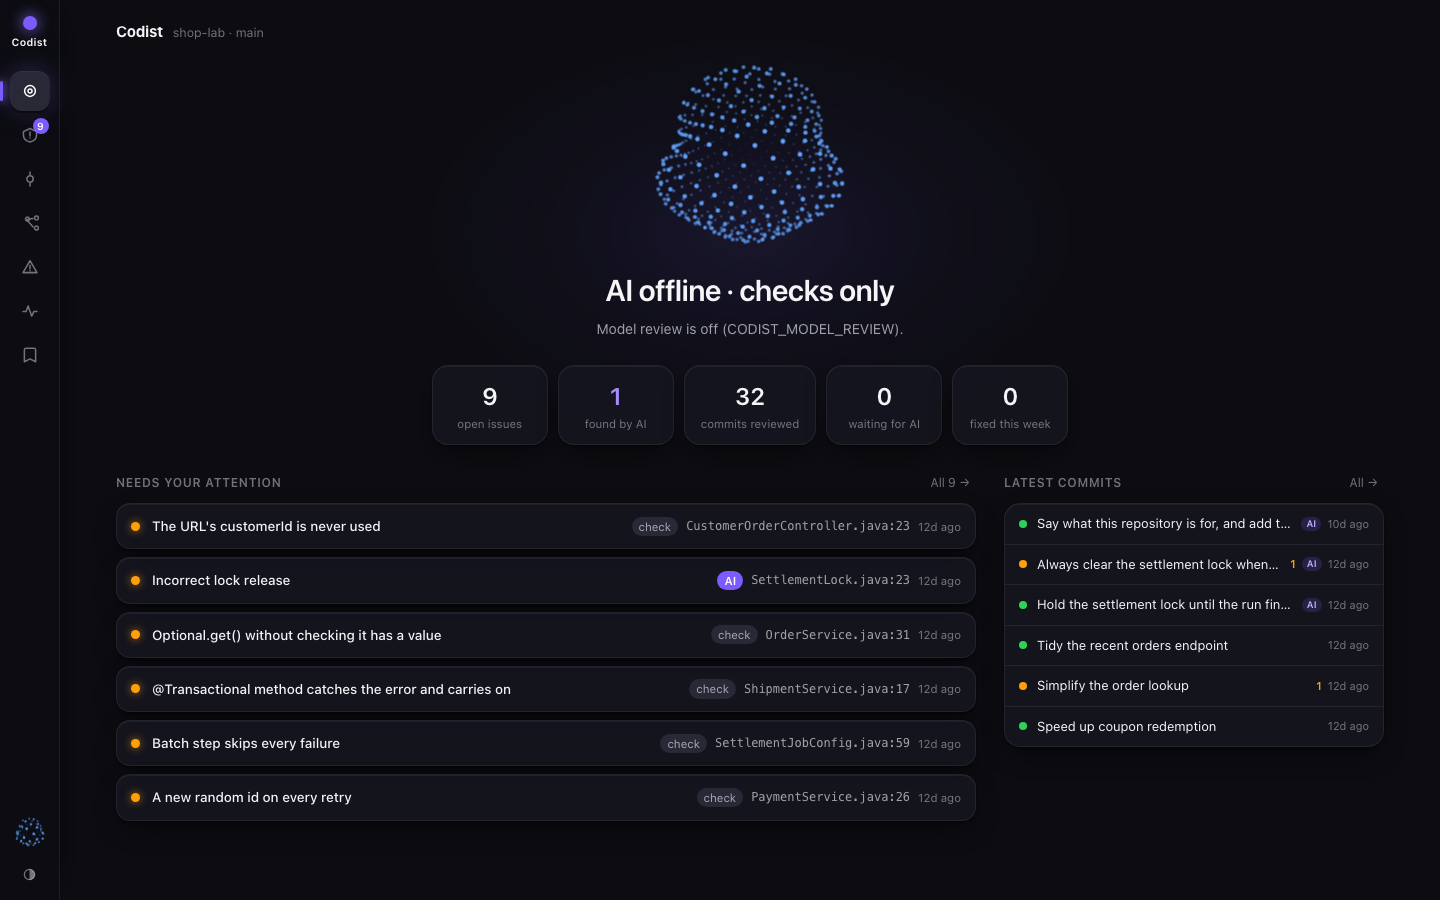 Codist
9
Codist shop-lab · main
AI offline · checks only
Model review is off (CODIST_MODEL_REVIEW).
9
open issues
1
found by AI
32
commits reviewed
0
waiting for AI
0
fixed this week
NEEDS YOUR ATTENTION
All 9 →
The URL's customerId is never used check CustomerOrderController.java:23 12d ago
Incorrect lock release AI SettlementLock.java:23 12d ago
Optional.get() without checking it has a value check OrderService.java:31 12d ago
@Transactional method catches the error and carries on check ShipmentService.java:17 12d ago
Batch step skips every failure check SettlementJobConfig.java:59 12d ago
A new random id on every retry check PaymentService.java:26 12d ago
LATEST COMMITS
All →
Say what this repository is for, and add t... AI 10d ago
Always clear the settlement lock when... 1 AI 12d ago
Hold the settlement lock until the run fin... AI 12d ago
Tidy the recent orders endpoint 12d ago
Simplify the order lookup 1 12d ago
Speed up coupon redemption 12d ago